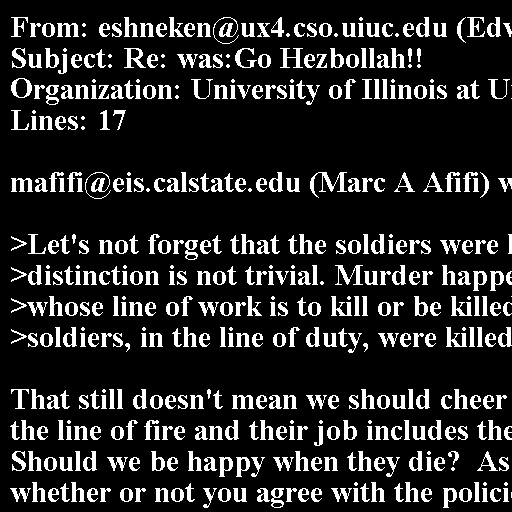 From: eshneken@ux4.cso.uiuc.edu (Edw
Subject: Re: was:Go Hezbollah!!
Organization: University of Illinois at U
Lines: 17

mafifi@eis.calstate.edu (Marc A Afifi) w

>Let's not forget that the soldiers were
>distinction is not trivial. Murder happe
>whose line of work is to kill or be killed
>soldiers, in the line of duty, were killed

That still doesn't mean we should cheer
the line of fire and their job includes the
Should we be happy when they die?  As
whether or not you agree with the polici